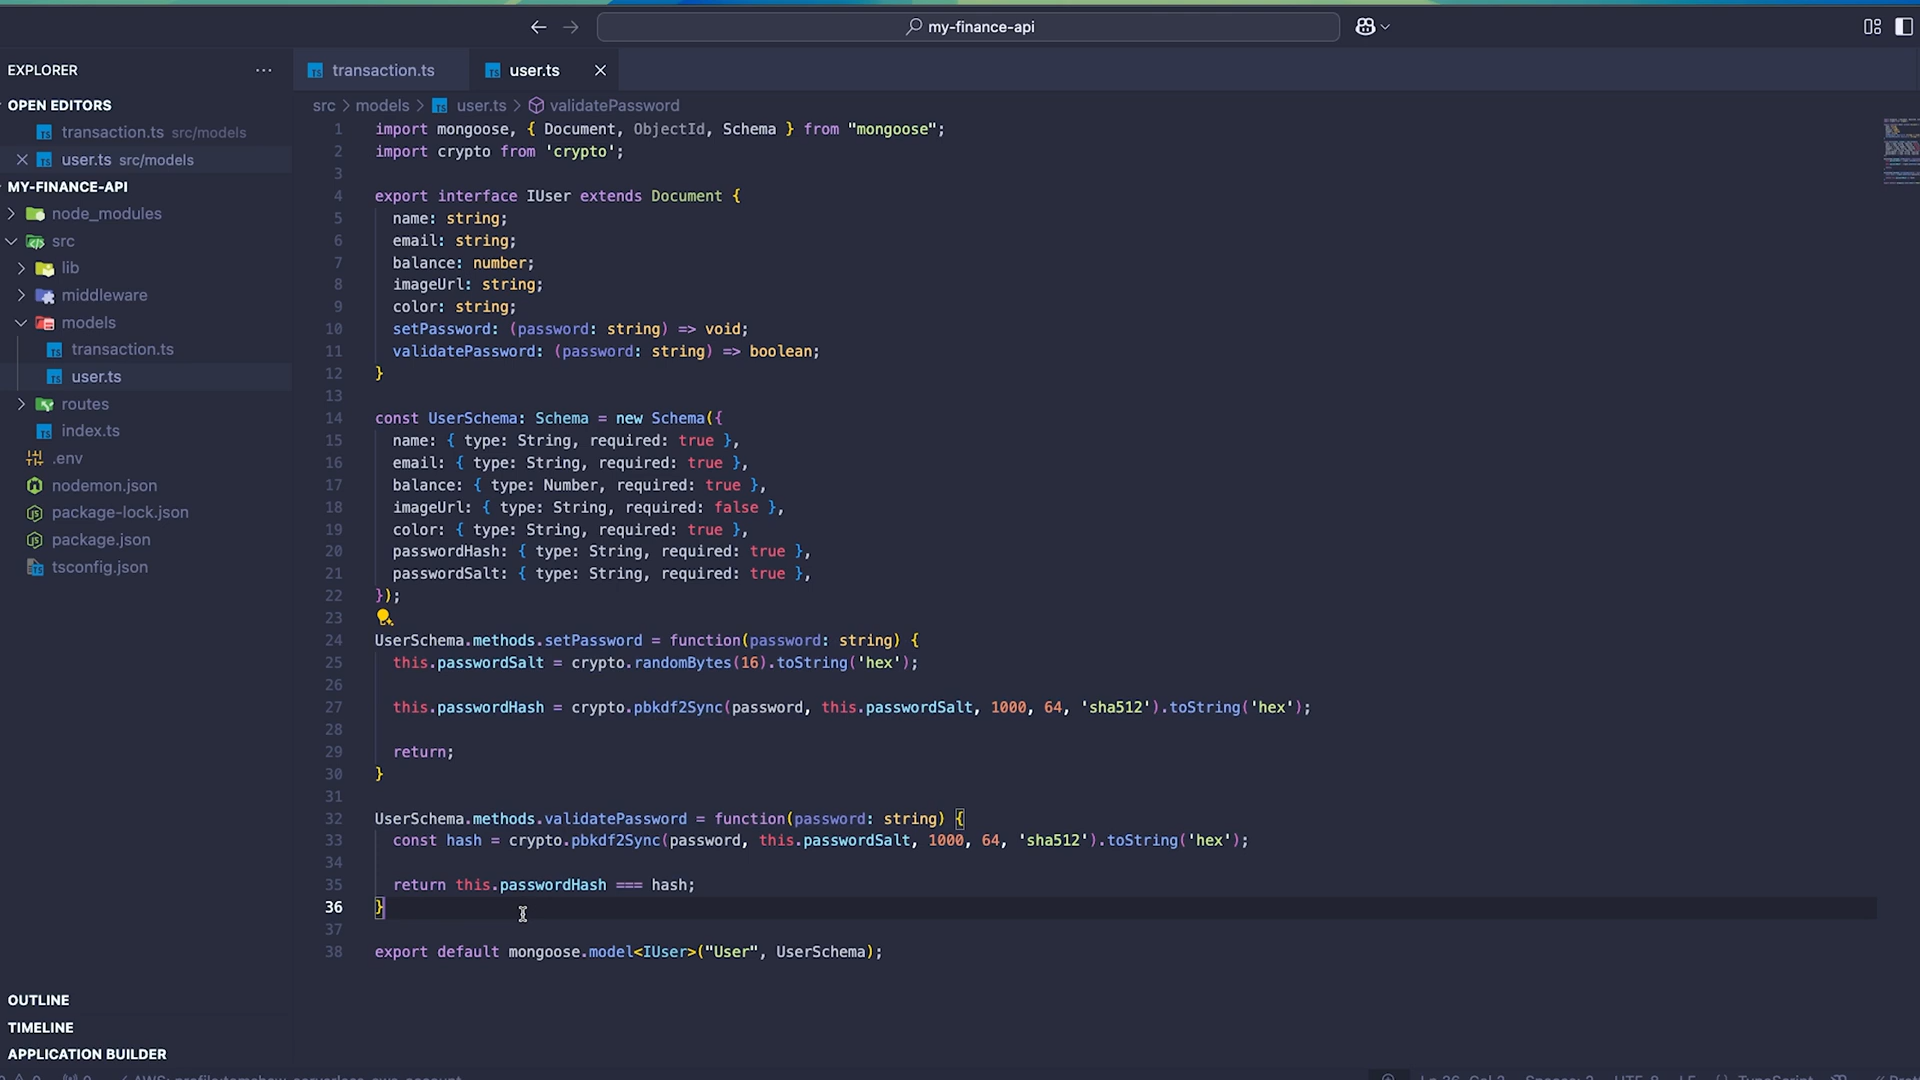 my-finance-api
EXPLORER
transaction.ts
user.ts
OPEN EDITORS
transaction.ts src/models
user.ts src/models
MY-FINANCE-API
node_modules
src
lib
middleware
models
transaction.ts
user.ts
routes
index.ts
.env
nodemon.json
package-lock.json
package.json
tsconfig.json
OUTLINE
TIMELINE
APPLICATION BUILDER
src > models > user.ts > validatePassword
1 import mongoose, { Document, ObjectId, Schema } from "mongoose";
2 import crypto from 'crypto';
3
4 export interface IUser extends Document {
5 name: string;
6 email: string;
7 balance: number;
8 imageUrl: string;
9 color: string;
10 setPassword: (password: string) => void;
11 validatePassword: (password: string) => boolean;
12 }
13
14 const UserSchema: Schema = new Schema({
15 name: { type: String, required: true },
16 email: { type: String, required: true },
17 balance: { type: Number, required: true },
18 imageUrl: { type: String, required: false },
19 color: { type: String, required: true },
20 passwordHash: { type: String, required: true },
21 passwordSalt: { type: String, required: true },
22 });
23
24 UserSchema.methods.setPassword = function(password: string) {
25 this.passwordSalt = crypto.randomBytes(16).toString('hex');
26
27 this.passwordHash = crypto.pbkdf2Sync(password, this.passwordSalt, 1000, 64, 'sha512').toString('hex');
28
29 return;
30 }
31
32 UserSchema.methods.validatePassword = function(password: string) {
33 const hash = crypto.pbkdf2Sync(password, this.passwordSalt, 1000, 64, 'sha512').toString('hex');
34
35 return this.passwordHash === hash;
36 }
37
38 export default mongoose.model<IUser>("User", UserSchema);